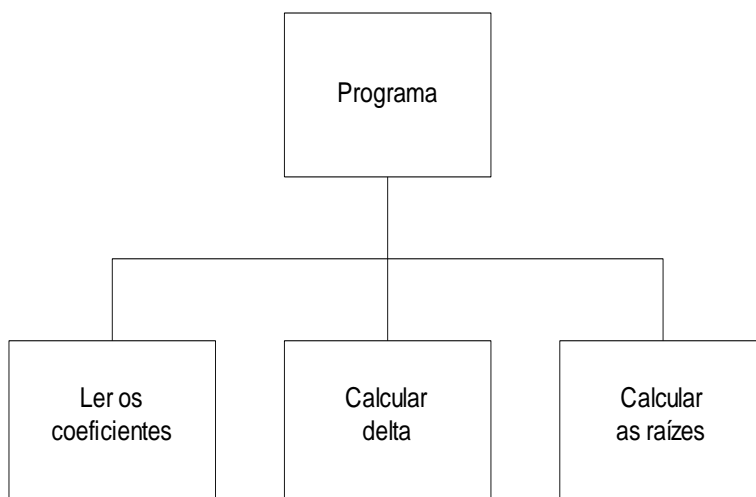 Programa
Ler os
coeficientes
Calcular
delta
Calcular
as raízes